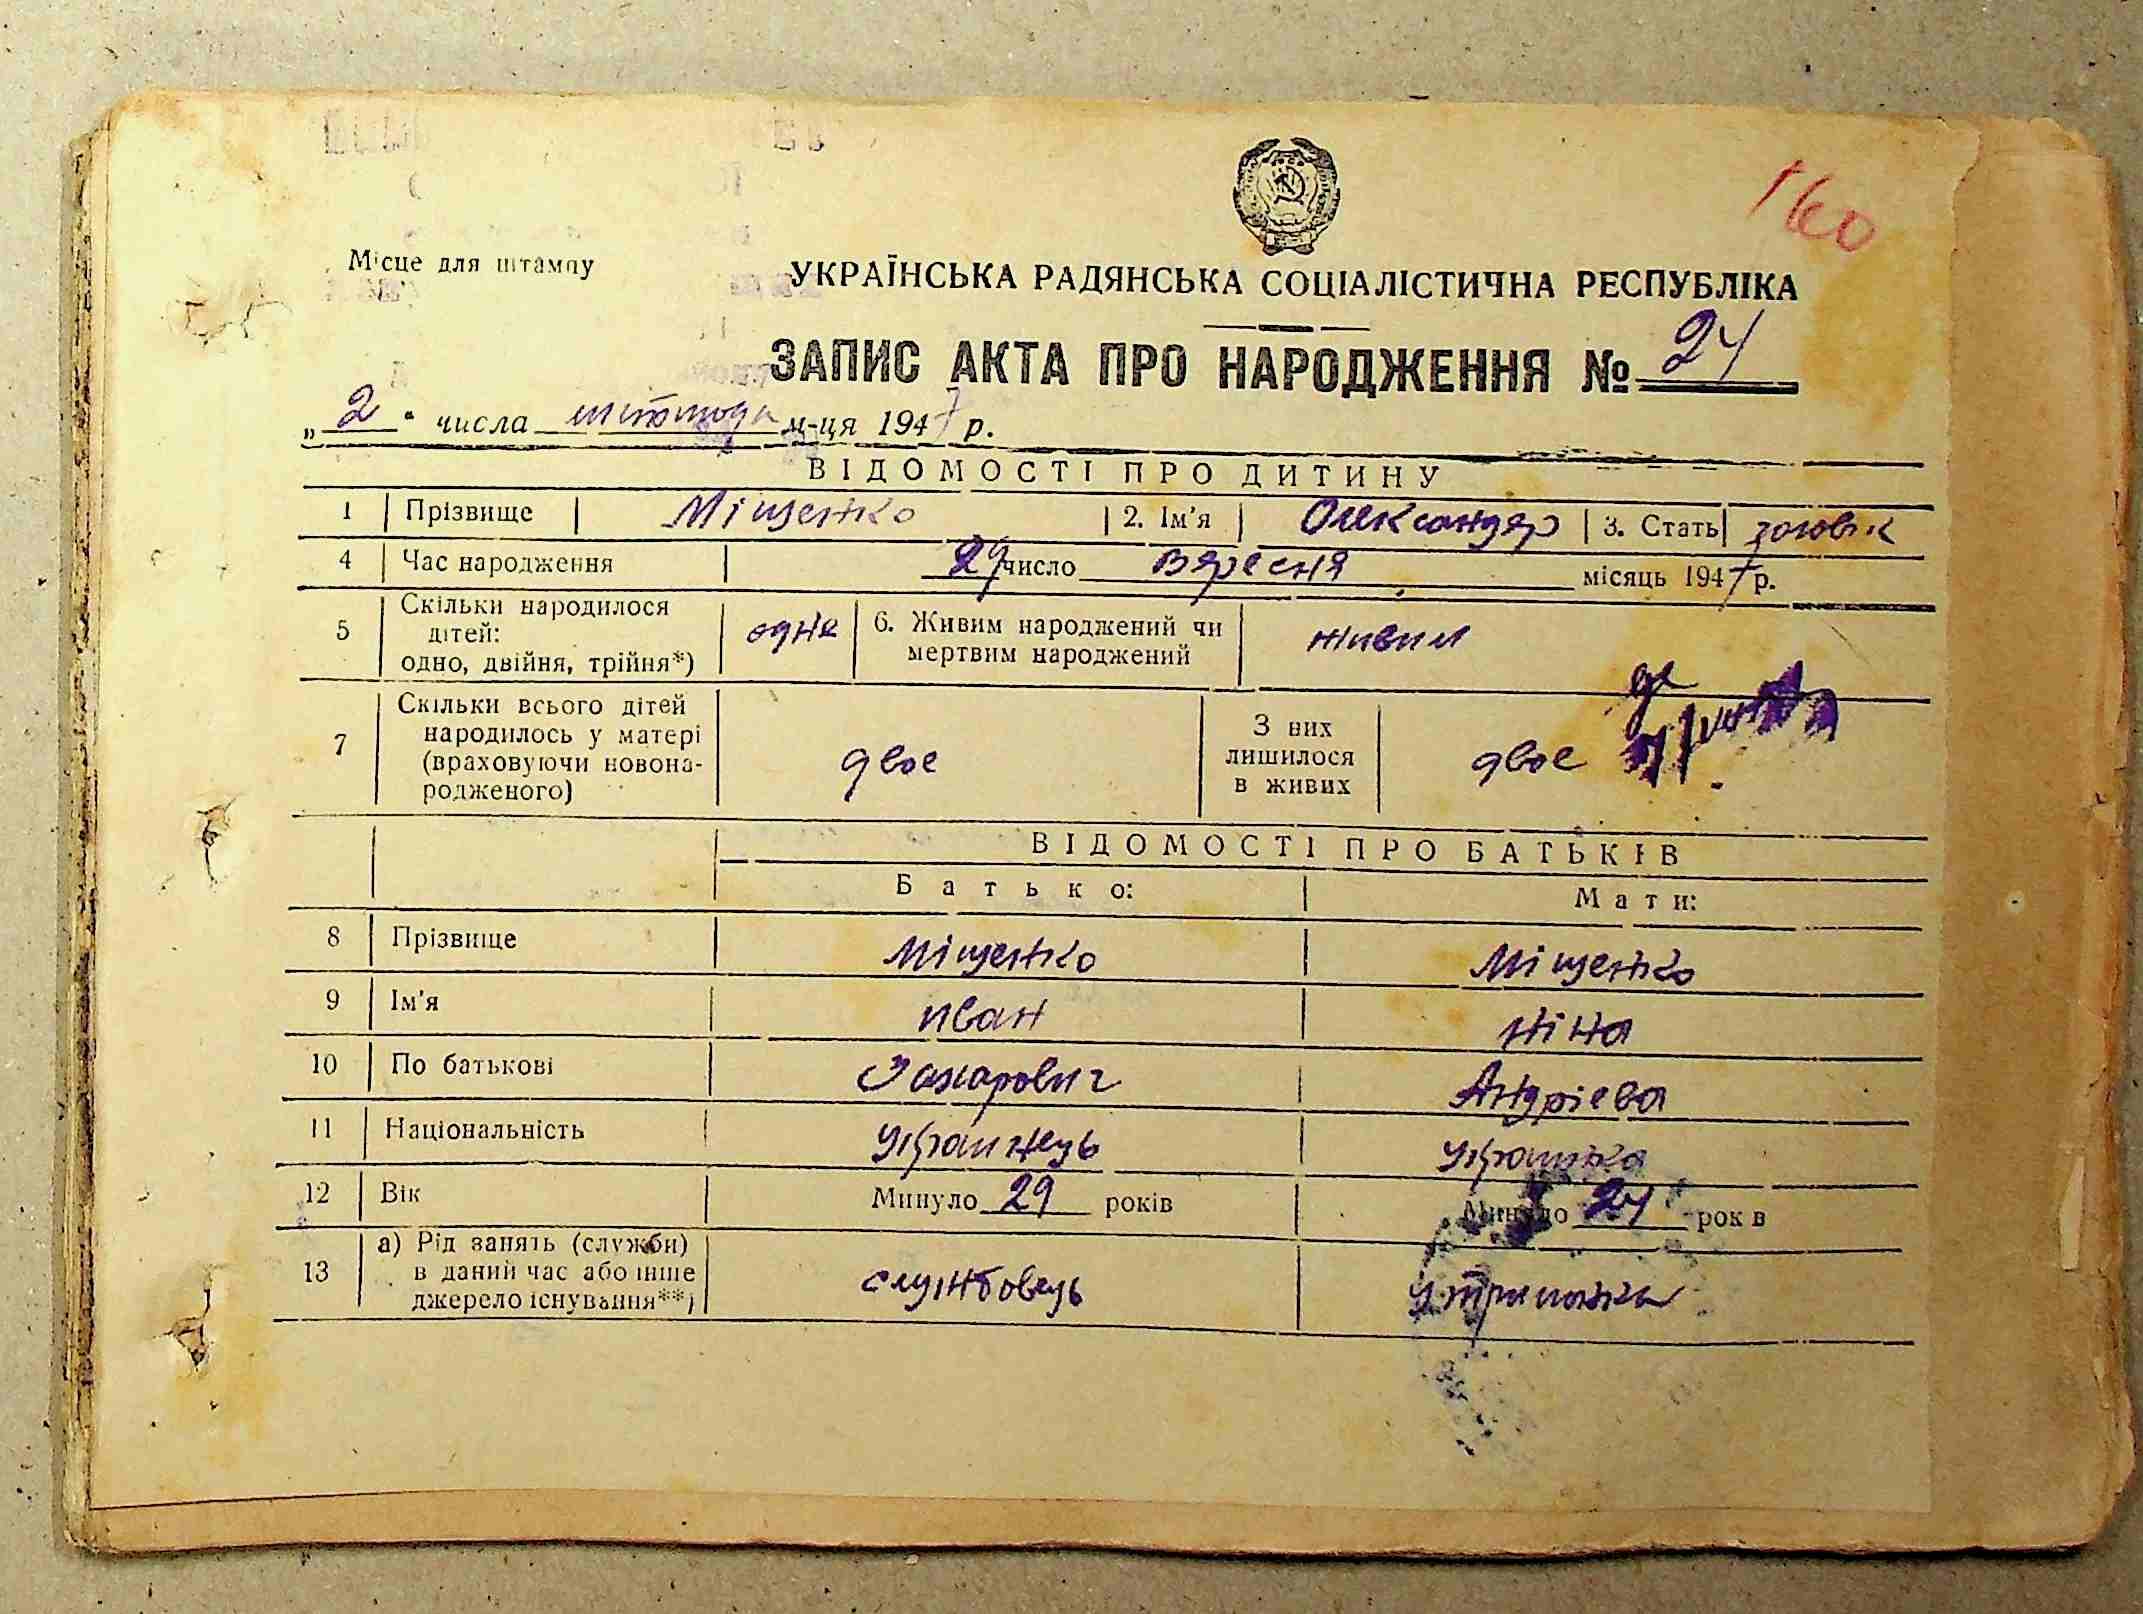 160
Місце для штампу
УКРАЇНСЬКА РАДЯНСЬКА СОЦІАЛІСТИЧНА РЕСПУБЛІКА
ЗАПИС АКТА ПРО НАРОДЖЕННЯ № 24
„ 2 “ числа м-ця 1947 р.
ВІДОМОСТІ ПРО ДИТИНУ
1 Прізвище Міщенко 2. Ім'я Олександер 3. Стать
4 Час народження 29 число Вересня місяць 1947 р.
5 Скільки народилося дітей: одно, двійня, трійня*) одне 6. Живим народжений чи мертвим народжений живим
7 Скільки всього дітей народилось у матері (враховуючи новонародженого) двое З них лишилося в живих двое
ВІДОМОСТІ ПРО БАТЬКІВ
Батько: Мати:
8 Прізвище Міщенко Міщенко
9 Ім'я Иван Ніна
10 По батькові Захарович Андріева
11 Національність Українець Українка
12 Вік Минуло 29 років Минуло 24 рок в
13 а) Рід занять (служби) в даний час або інше джерело існування**) службовець утриманка